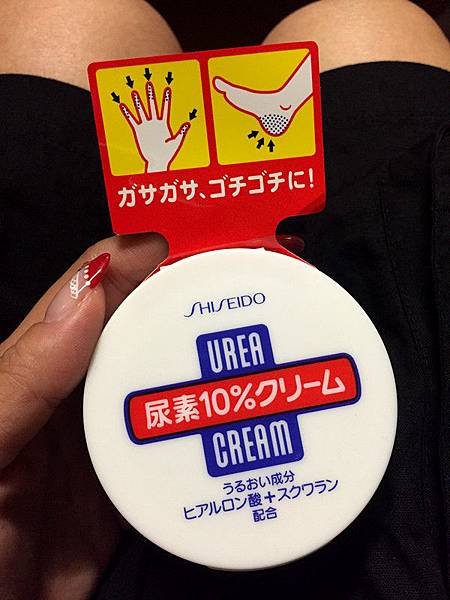 ガサガサ、ゴチゴチに!
SHISEIDO
UREA
尿素10%クリーム
CREAM
うるおい成分
ヒアルロン酸+スクワラン
配合